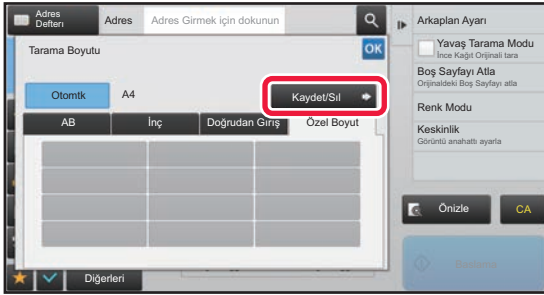 Adres
Defteri
Adres
Adres Girmek için dokunun
Arkaplan Ayarı
Tarama Boyutu
OK
Yavaş Tarama Modu
İnce Kağıt Orijinali tara
Boş Sayfayı Atla
Orijinaldeki Boş Sayfayı atla
Otomtk
A4
Kaydet/Sil
Renk Modu
AB
İnç
Doğrudan Giriş
Özel Boyut
Keskinlik
Görüntü anahattı ayarla
Önizle
CA
Diğerleri